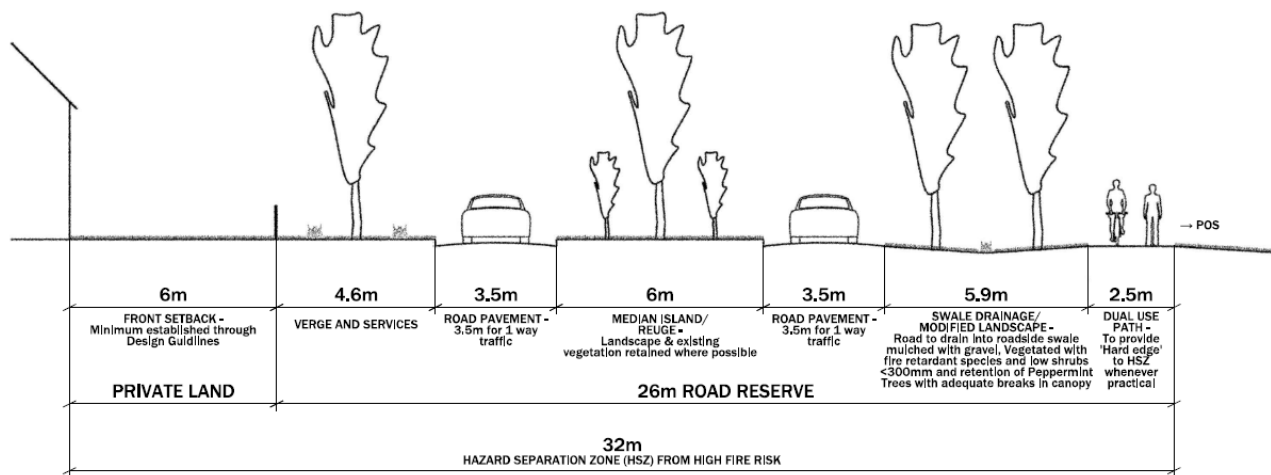 → POS
6m
FRONT SETBACK -
Minimum established through
Design Guidlines
4.6m
VERGE AND SERVICES
3.5m
ROAD PAVEMENT -
3.5m for 1 way
traffic
6m
MEDIAN ISLAND/
REUGE -
Landscape & existing
vegetation retained where possible
3.5m
ROAD PAVEMENT -
3.5m for 1 way
traffic
5.9m
SWALE DRAINAGE/
MODIFIED LANDSCAPE -
Road to drain into roadside swale
mulched with gravel, Vegetated with
fire retardant species and low shrubs
<300mm and retention of Peppermint
Trees with adequate breaks in canopy
2.5m
DUAL USE
PATH -
To provide
'Hard edge'
to HSZ
whenever
practical
PRIVATE LAND
26m ROAD RESERVE
32m
HAZARD SEPARATION ZONE (HSZ) FROM HIGH FIRE RISK